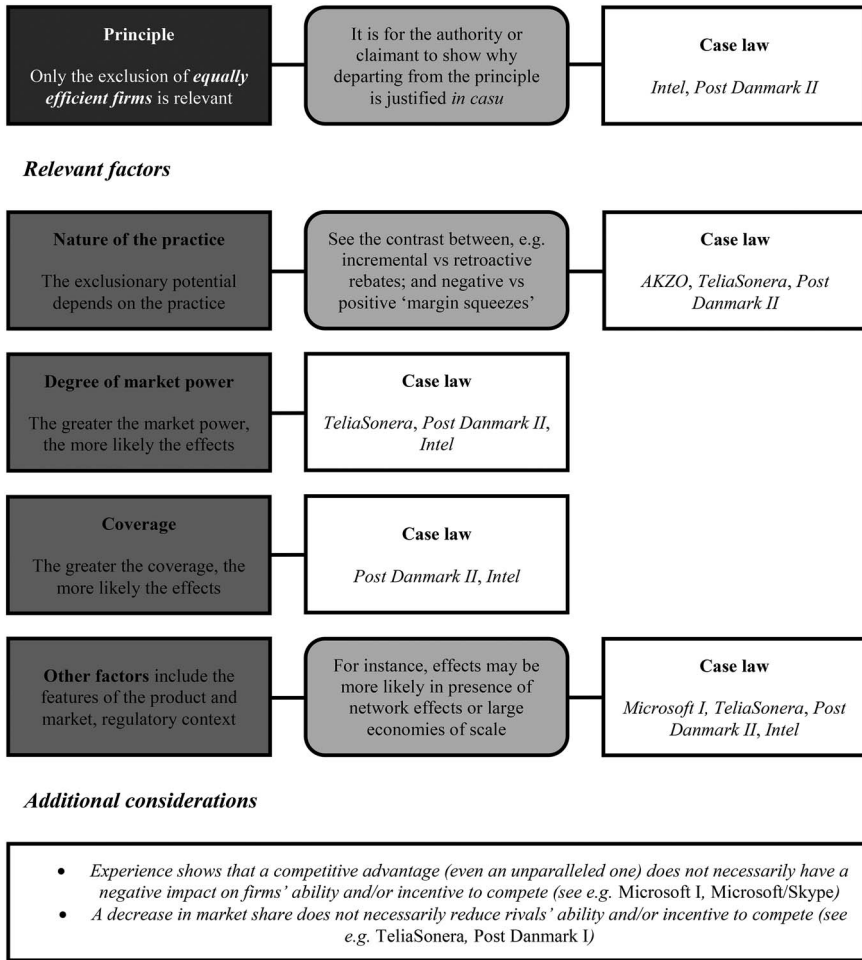 Principle
Only the exclusion of equally
efficient firms is relevant
It is for the authority or
claimant to show why
departing from the principle
is justified in casu
Case law
Intel, Post Danmark II
Relevant factors
Nature of the practice
The exclusionary potential
depends on the practice
See the contrast between, e.g.
incremental vs retroactive
rebates; and negative vs
positive ‘margin squeezes’
Case law
AKZO, TeliaSonera, Post
Danmark II
Degree of market power
The greater the market power,
the more likely the effects
Case law
TeliaSonera, Post Danmark II,
Intel
Coverage
The greater the coverage, the
more likely the effects
Case law
Post Danmark II, Intel
Other factors include the
features of the product and
market, regulatory context
For instance, effects may be
more likely in presence of
network effects or large
economies of scale
Case law
Microsoft I, TeliaSonera, Post
Danmark II, Intel
Additional considerations
• Experience shows that a competitive advantage (even an unparalleled one) does not necessarily have a
negative impact on firms’ ability and/or incentive to compete (see e.g. Microsoft I, Microsoft/Skype)
• A decrease in market share does not necessarily reduce rivals’ ability and/or incentive to compete (see
e.g. TeliaSonera, Post Danmark I)